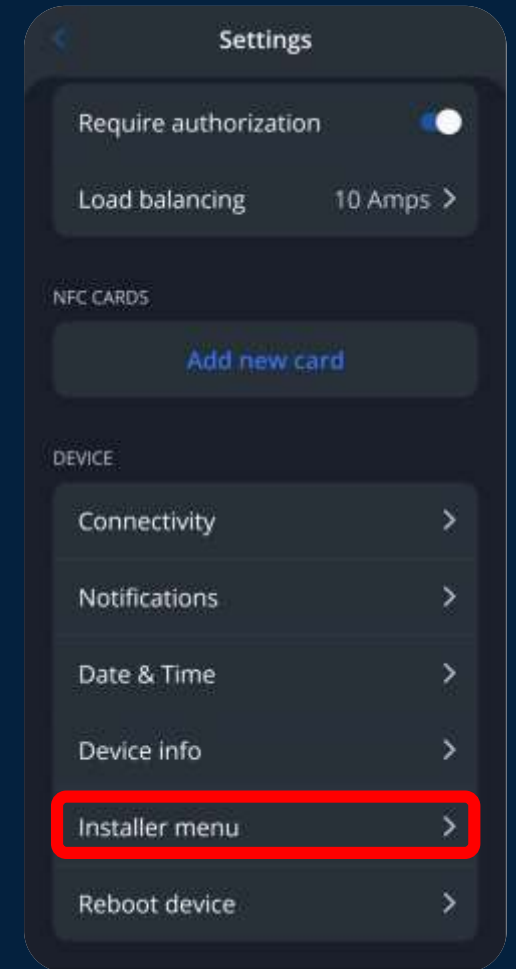 Settings
Require authorization
Load balancing 10 Amps
NFC CARDS
Add new card
DEVICE
Connectivity
Notifications
Date & Time
Device info
Installer menu
Reboot device